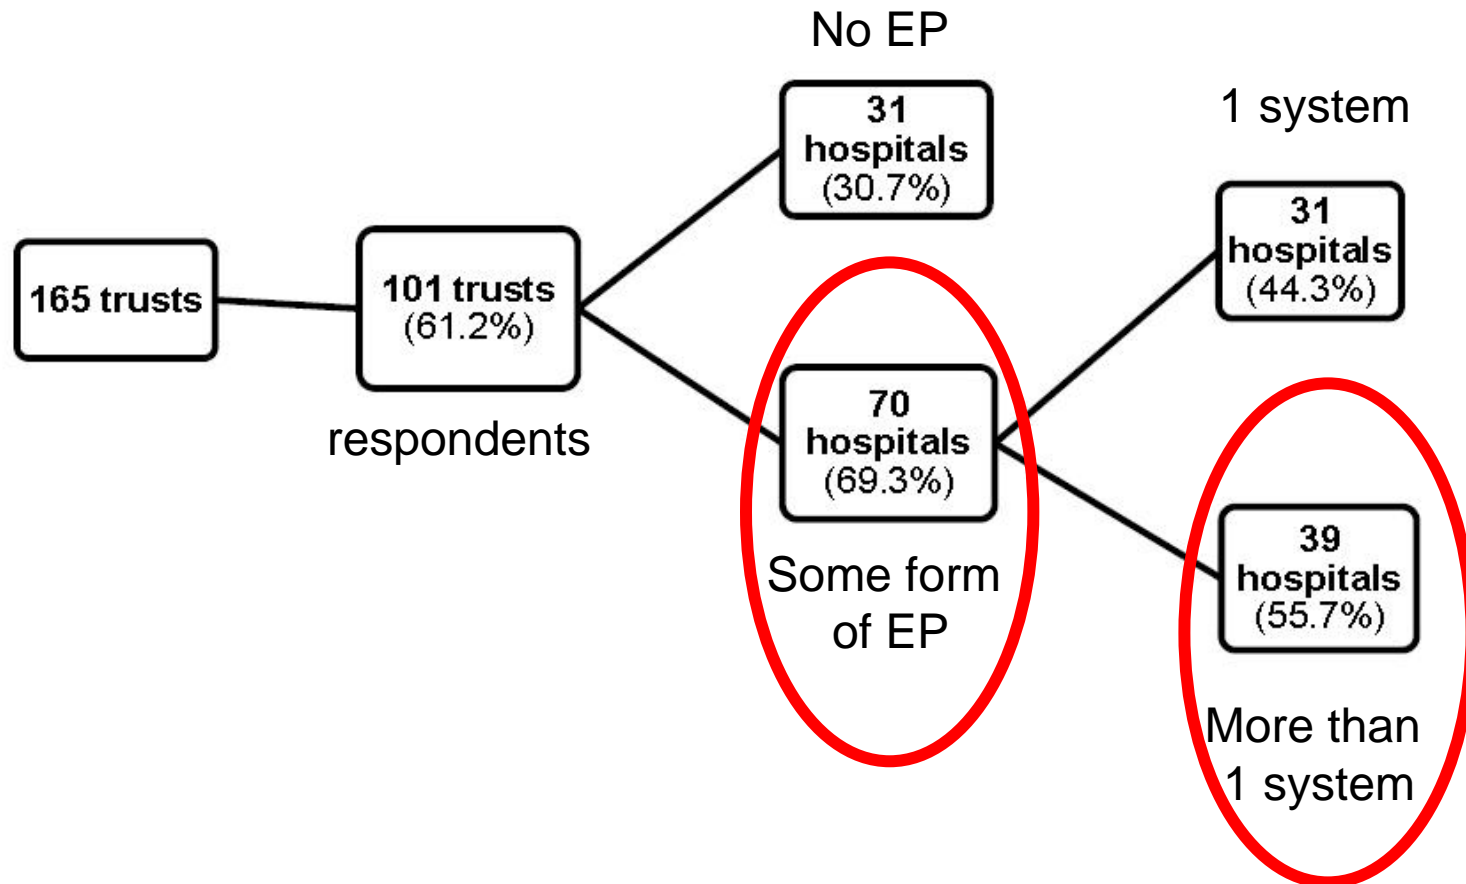 165 trusts
101 trusts
(61.2%)
respondents
No EP
31
hospitals
(30.7%)
70
hospitals
(69.3%)
Some form
of EP
1 system
31
hospitals
(44.3%)
39
hospitals
(55.7%)
More than
1 system